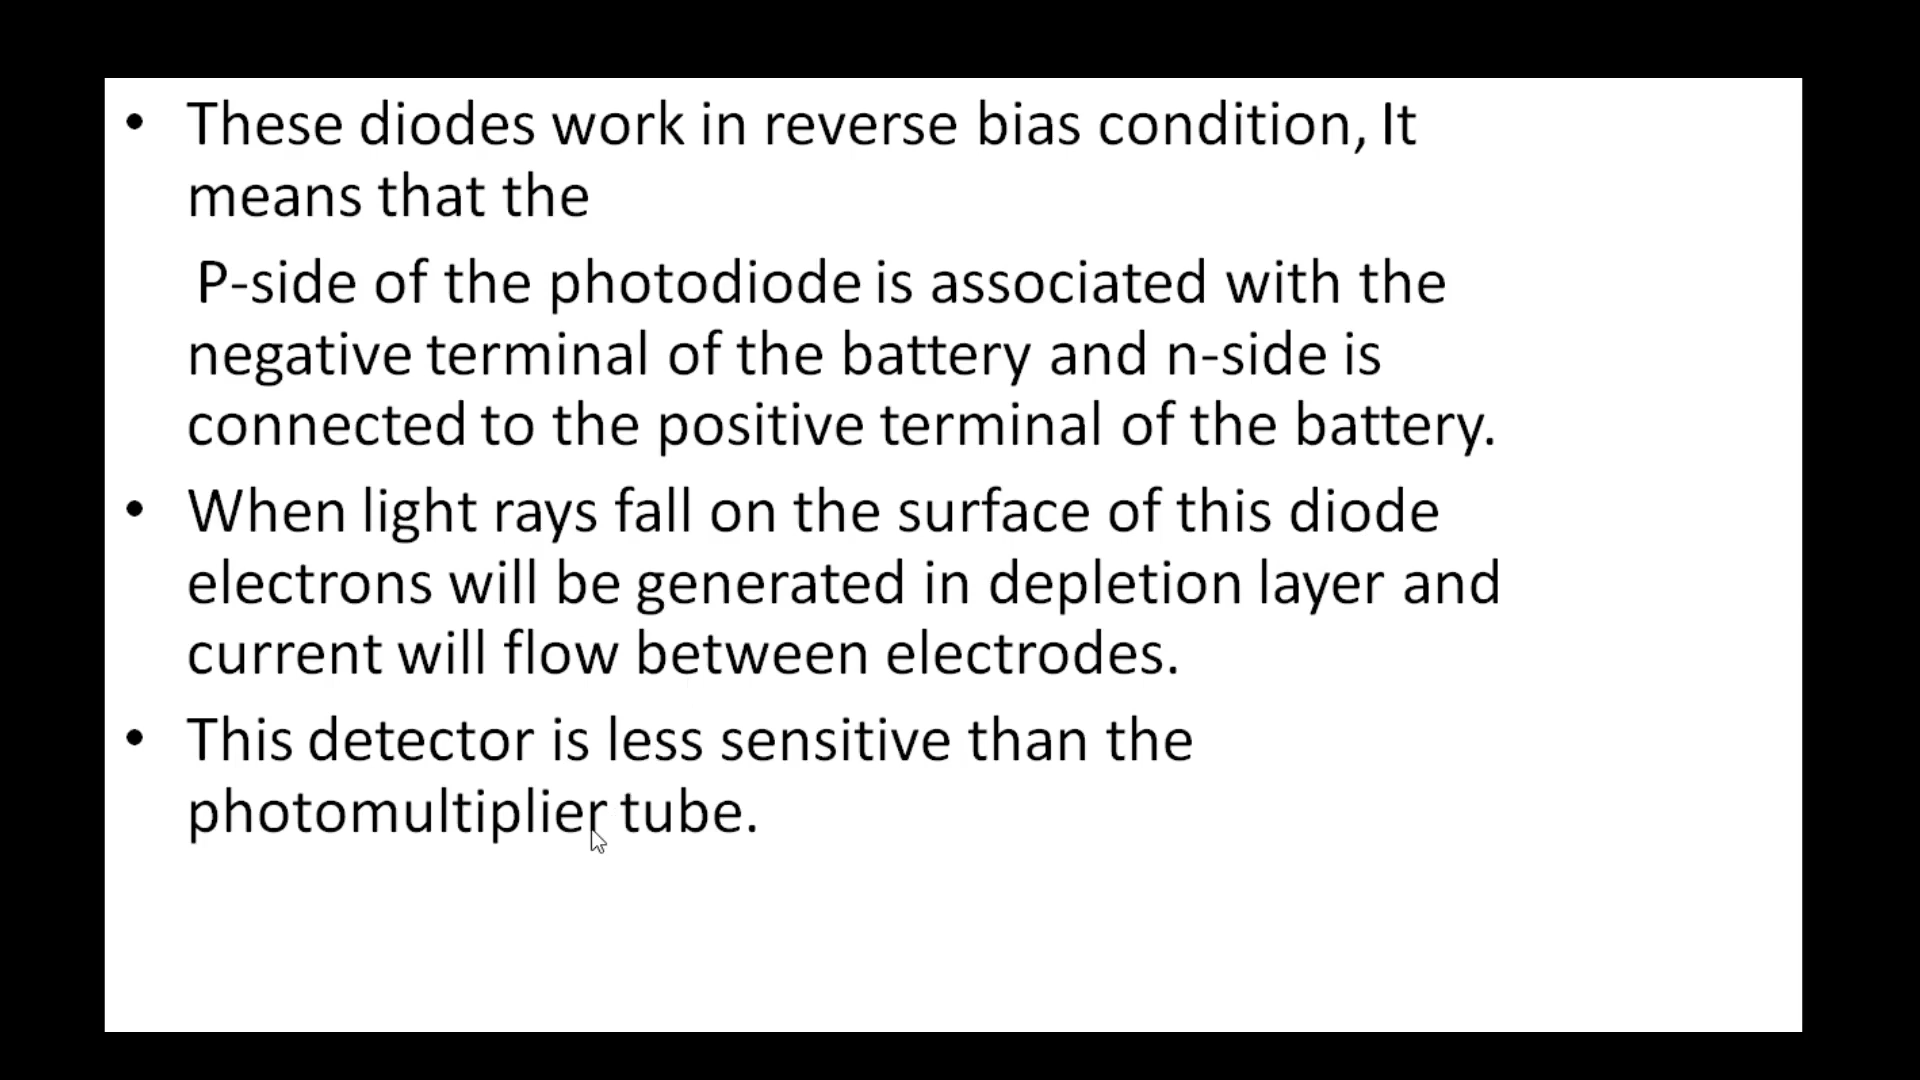 • These diodes work in reverse bias condition, It
means that the
P-side of the photodiode is associated with the
negative terminal of the battery and n-side is
connected to the positive terminal of the battery.
• When light rays fall on the surface of this diode
electrons will be generated in depletion layer and
current will flow between electrodes.
• This detector is less sensitive than the
photomultiplier tube.